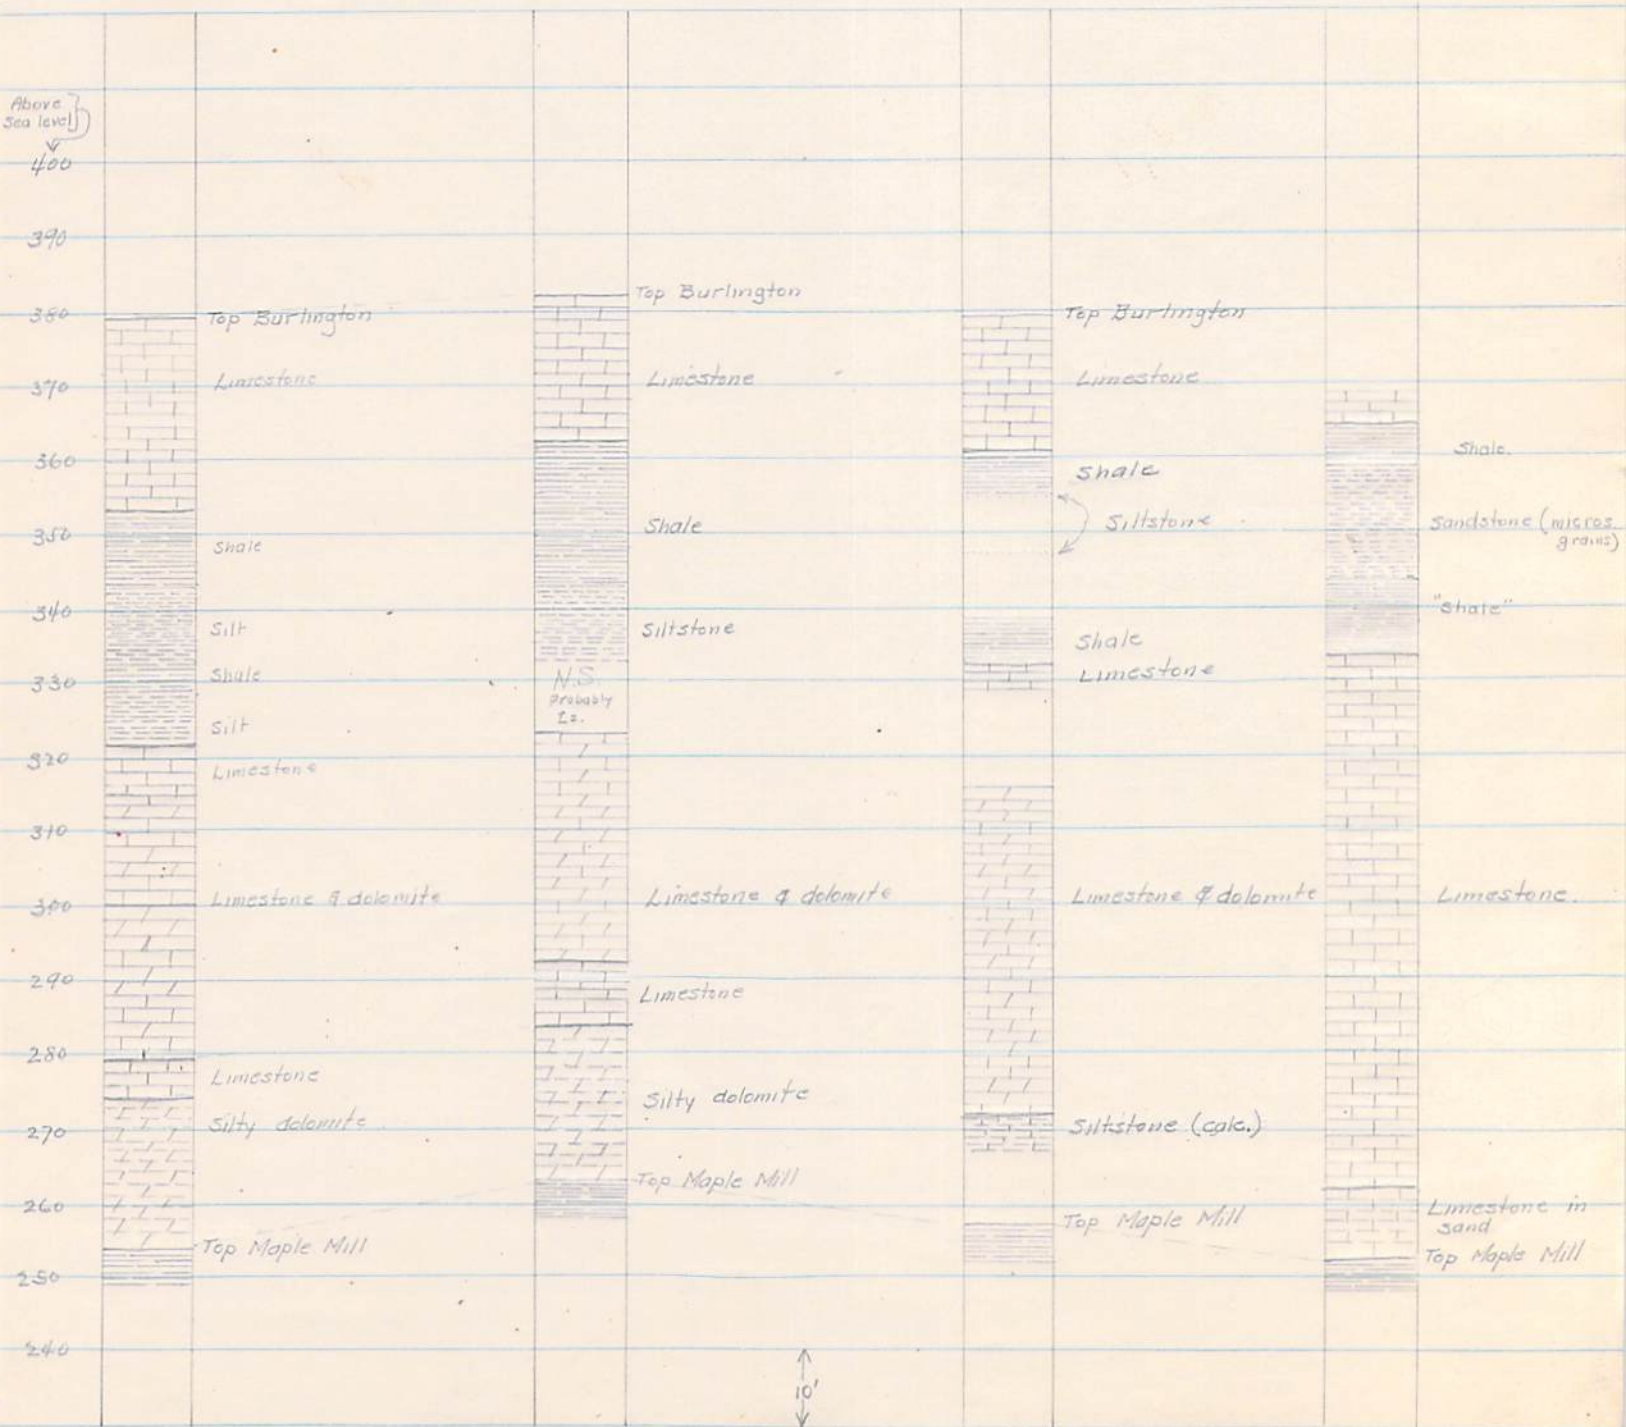 Above
Sea level
400
390
380
370
360
350
340
330
320
310
300
290
280
270
260
250
240
Top Burlington
Limestone
Shale
Silt
Shale
Silt
Limestone
Limestone & dolomite
Limestone
Silty dolomite
Top Maple Mill
Top Burlington
Limestone
Shale
Siltstone
N.S.
Probably
Ls.
Limestone & dolomite
Limestone
Silty dolomite
Top Maple Mill
10'
Top Burlington
Limestone
Shale
Siltstone
Shale
Limestone
Limestone & dolomite
Siltstone (calc.)
Top Maple Mill
Shale.
Sandstone (micros.
grains)
"Shale"
Limestone.
Limestone in
sand
Top Maple Mill